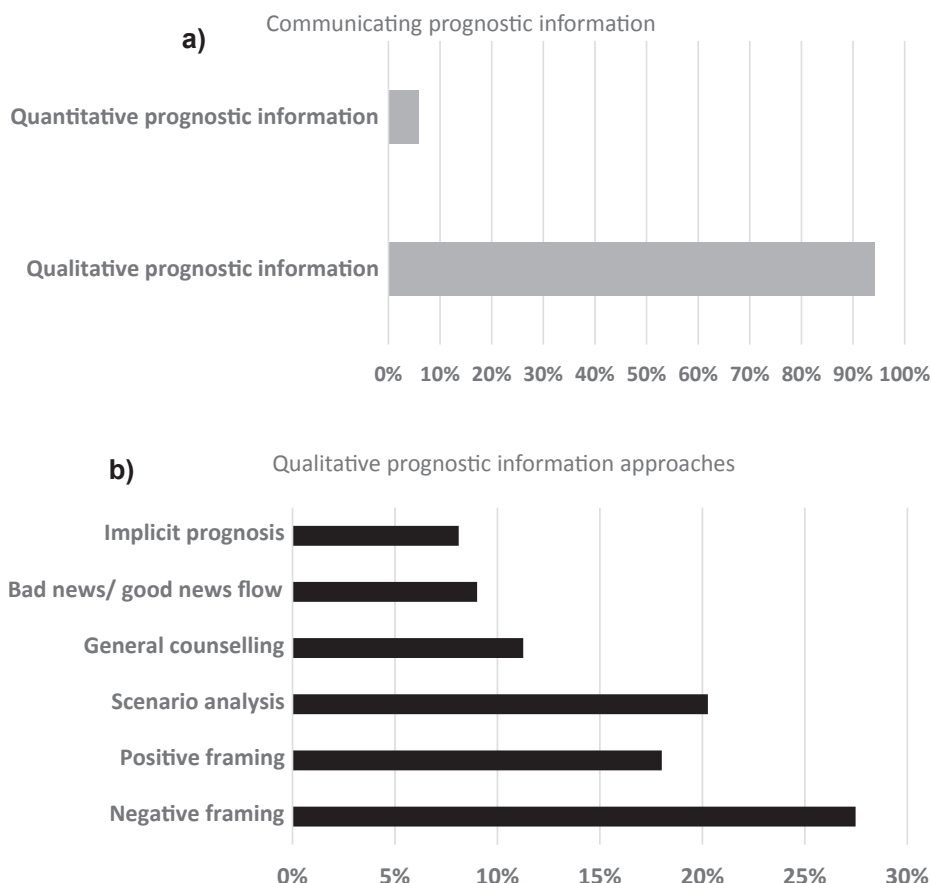 a)
Communicating prognostic information
Quantitative prognostic information
Qualitative prognostic information
0% 10% 20% 30% 40% 50% 60% 70% 80% 90% 100%
b)
Qualitative prognostic information approaches
Implicit prognosis
Bad news/ good news flow
General counselling
Scenario analysis
Positive framing
Negative framing
0% 5% 10% 15% 20% 25% 30%